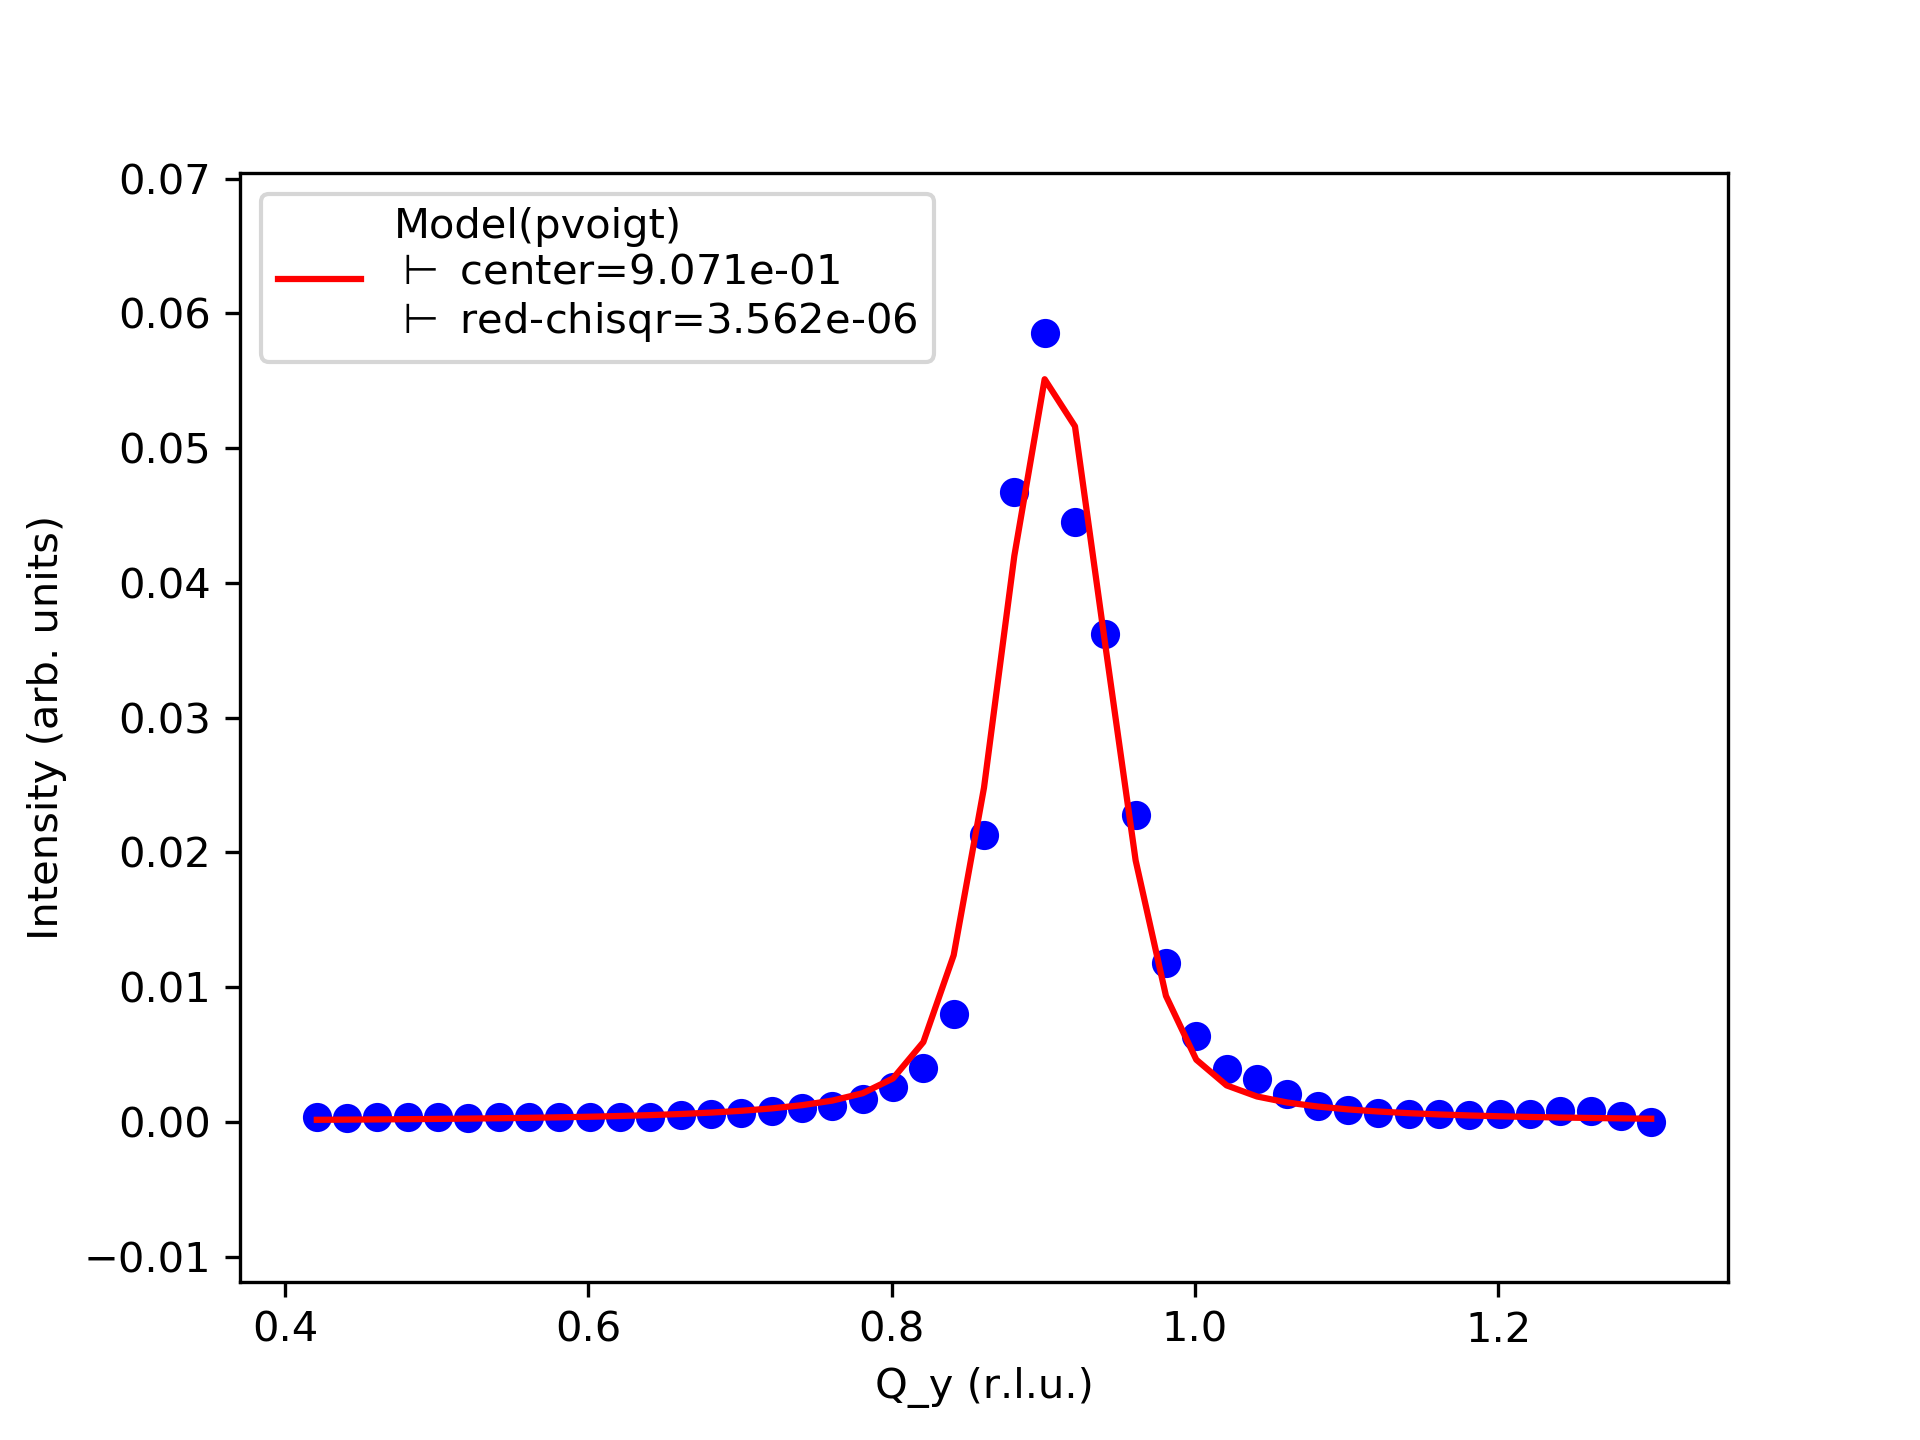 0.07
0.06
0.05
0.04
0.03
0.02
0.01
0.00
−0.01
Intensity (arb. units)
Model(pvoigt)
⊢ center=9.071e-01
⊢ red-chisqr=3.562e-06
0.4 0.6 0.8 1.0 1.2
Q_y (r.l.u.)